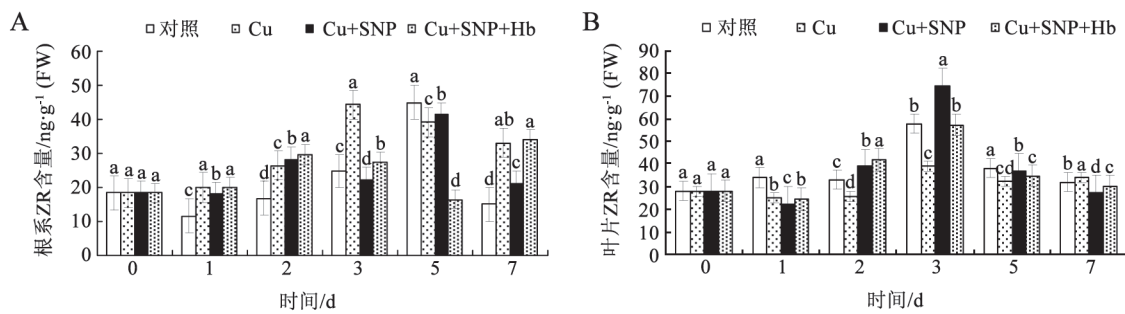 A
□ 对照 Cu ■ Cu+SNP Cu+SNP+Hb
根系ZR含量/ng·g⁻¹ (FW)
60
50
40
30
20
10
0
a a a a
c a b a
d c b a
d a c b
a c b d
d ab c a
0 1 2 3 5 7
时间/d
B
□ 对照 Cu ■ Cu+SNP Cu+SNP+Hb
叶片ZR含量/ng·g⁻¹ (FW)
90
80
70
60
50
40
30
20
10
0
a a a a
a b c b
c d b a
b c a b
a cd b c
b a d c
0 1 2 3 5 7
时间/d